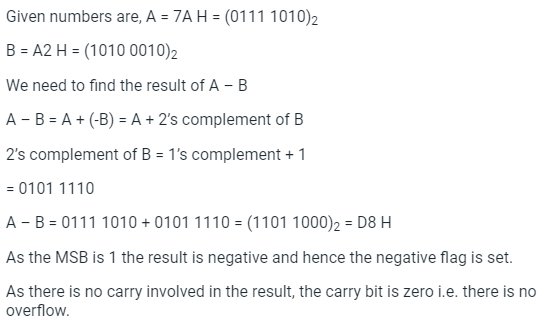 Given numbers are, A = 7A H = (0111 1010)₂
B = A2 H = (1010 0010)₂
We need to find the result of A – B
A – B = A + (-B) = A + 2’s complement of B
2’s complement of B = 1’s complement + 1
= 0101 1110
A – B = 0111 1010 + 0101 1110 = (1101 1000)₂ = D8 H
As the MSB is 1 the result is negative and hence the negative flag is set.
As there is no carry involved in the result, the carry bit is zero i.e. there is no
overflow.